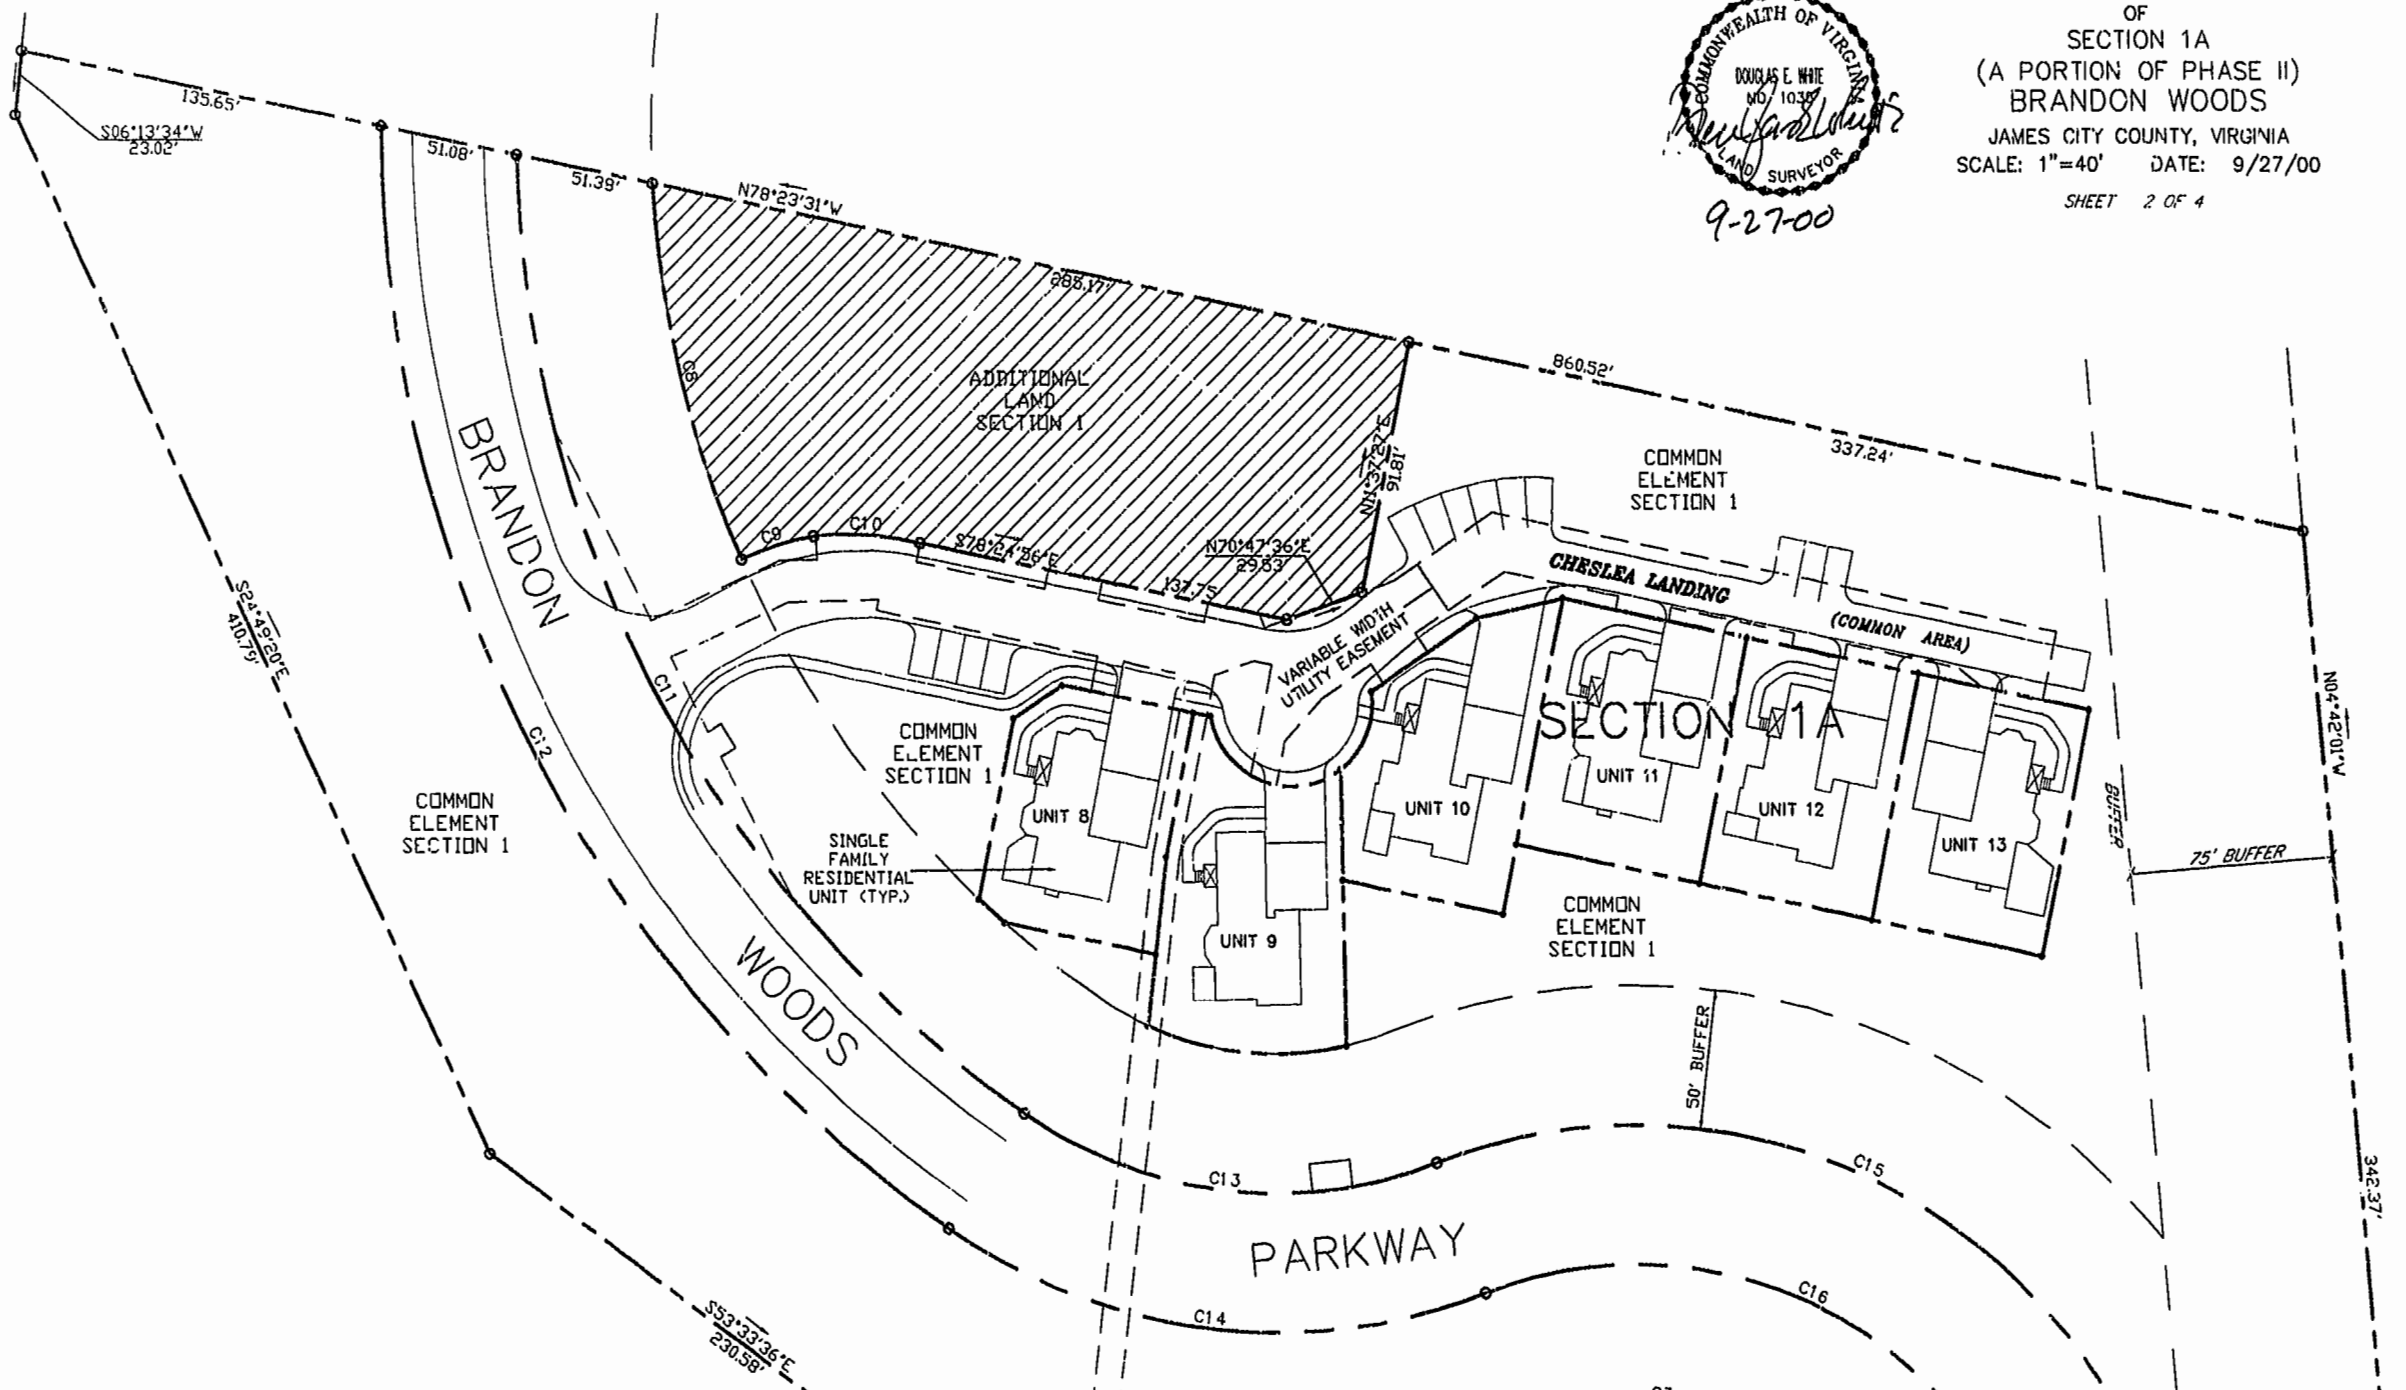 COMMONWEALTH OF VIRGINIA
DOUGLAS E. WHITE
NO. 1035
LAND SURVEYOR
9-27-00
OF
SECTION 1A
(A PORTION OF PHASE II)
BRANDON WOODS
JAMES CITY COUNTY, VIRGINIA
SCALE: 1"=40' DATE: 9/27/00
SHEET 2 OF 4
135.65'
S06°13'34"W
23.02'
51.08'
51.39'
N78°23'31"W
285.17'
860.52'
337.24'
C8
ADDITIONAL
LAND
SECTION 1
N11°37'27"E
91.81'
C9
C10
S78°24'56"E
137.75'
N70°47'36"E
29.53
COMMON
ELEMENT
SECTION 1
CHESLEA LANDING
(COMMON AREA)
VARIABLE WIDTH
UTILITY EASEMENT
BRANDON
S24°49'20"E
410.79'
C11
C12
COMMON
ELEMENT
SECTION 1
COMMON
ELEMENT
SECTION 1
SECTION 1A
UNIT 8
UNIT 9
UNIT 10
UNIT 11
UNIT 12
UNIT 13
SINGLE
FAMILY
RESIDENTIAL
UNIT (TYP.)
COMMON
ELEMENT
SECTION 1
BUFFER
75' BUFFER
N04°42'01"W
342.37'
WOODS
50' BUFFER
C13
C15
PARKWAY
C14
C16
S53°33'36"E
230.58'